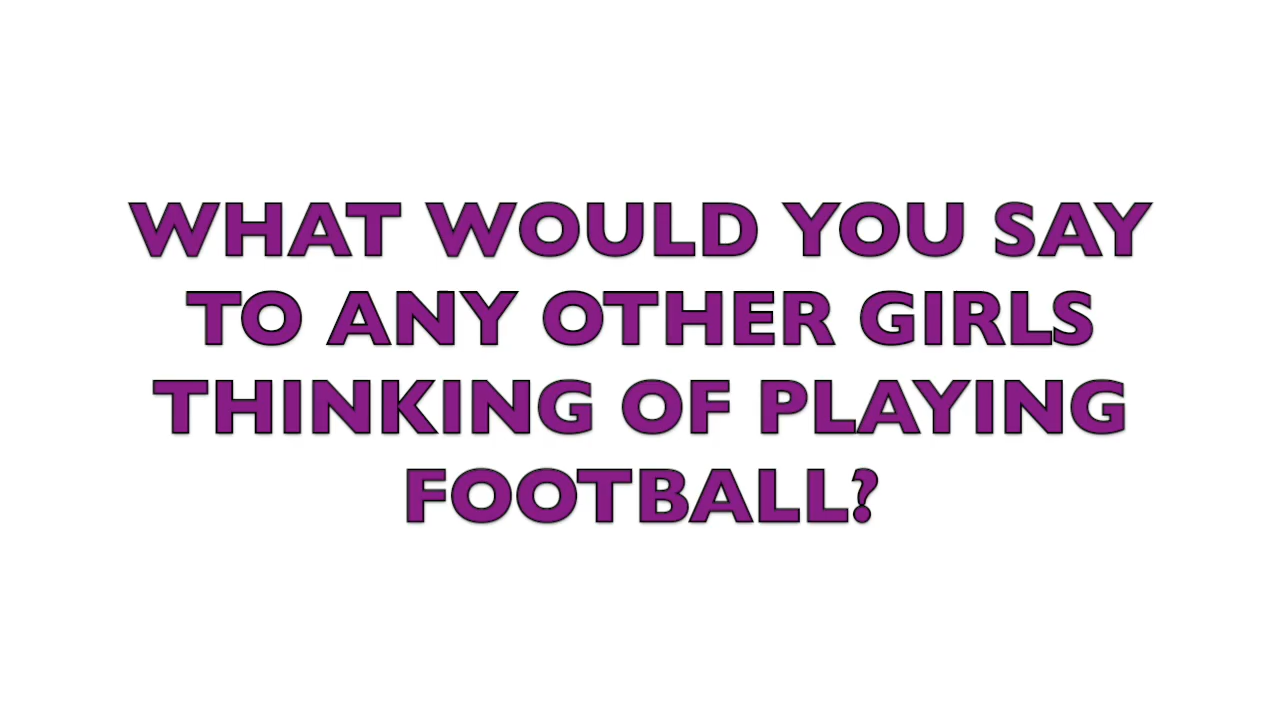 WHAT WOULD YOU SAY
TO ANY OTHER GIRLS
THINKING OF PLAYING
FOOTBALL?